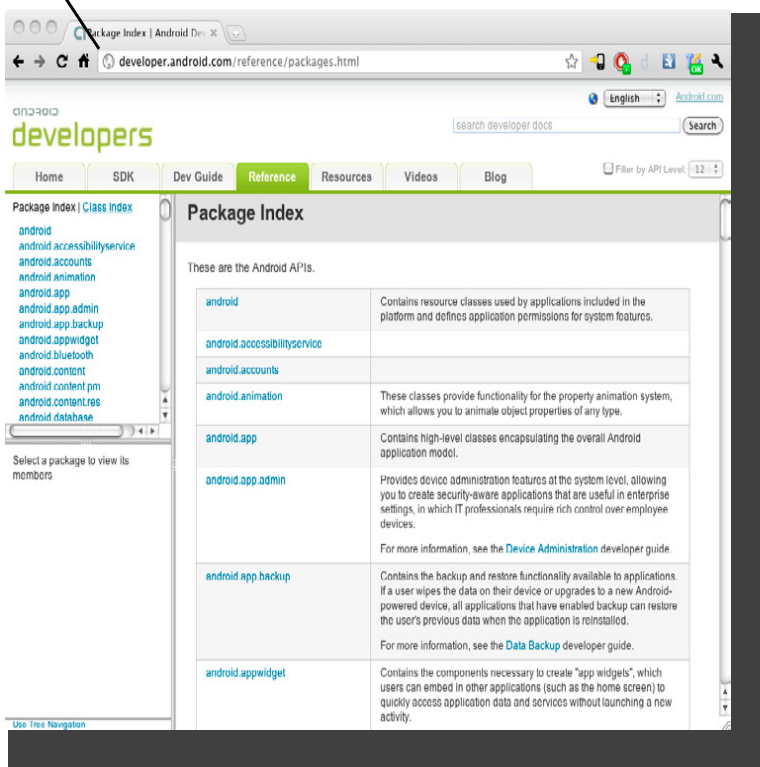 Package Index | Android Dev
developer.android.com/reference/packages.html
English
Android.com
android
developers
search developer docs
Search
Home SDK Dev Guide Reference Resources Videos Blog
Filter by API Level: 12
Package Index | Class Index
android
android.accessibilityservice
android.accounts
android.animation
android.app
android.app.admin
android.app.backup
android.appwidget
android.bluetooth
android.content
android.content.pm
android.content.res
android.database
Select a package to view its
members
Use Tree Navigation
Package Index
These are the Android APIs.
android
Contains resource classes used by applications included in the
platform and defines application permissions for system features.
android.accessibilityservice
android.accounts
android.animation
These classes provide functionality for the property animation system,
which allows you to animate object properties of any type.
android.app
Contains high-level classes encapsulating the overall Android
application model.
android.app.admin
Provides device administration features at the system level, allowing
you to create security-aware applications that are useful in enterprise
settings, in which IT professionals require rich control over employee
devices.
For more information, see the Device Administration developer guide.
android.app.backup
Contains the backup and restore functionality available to applications.
If a user wipes the data on their device or upgrades to a new Android-
powered device, all applications that have enabled backup can restore
the user's previous data when the application is reinstalled.
For more information, see the Data Backup developer guide.
android.appwidget
Contains the components necessary to create "app widgets", which
users can embed in other applications (such as the home screen) to
quickly access application data and services without launching a new
activity.